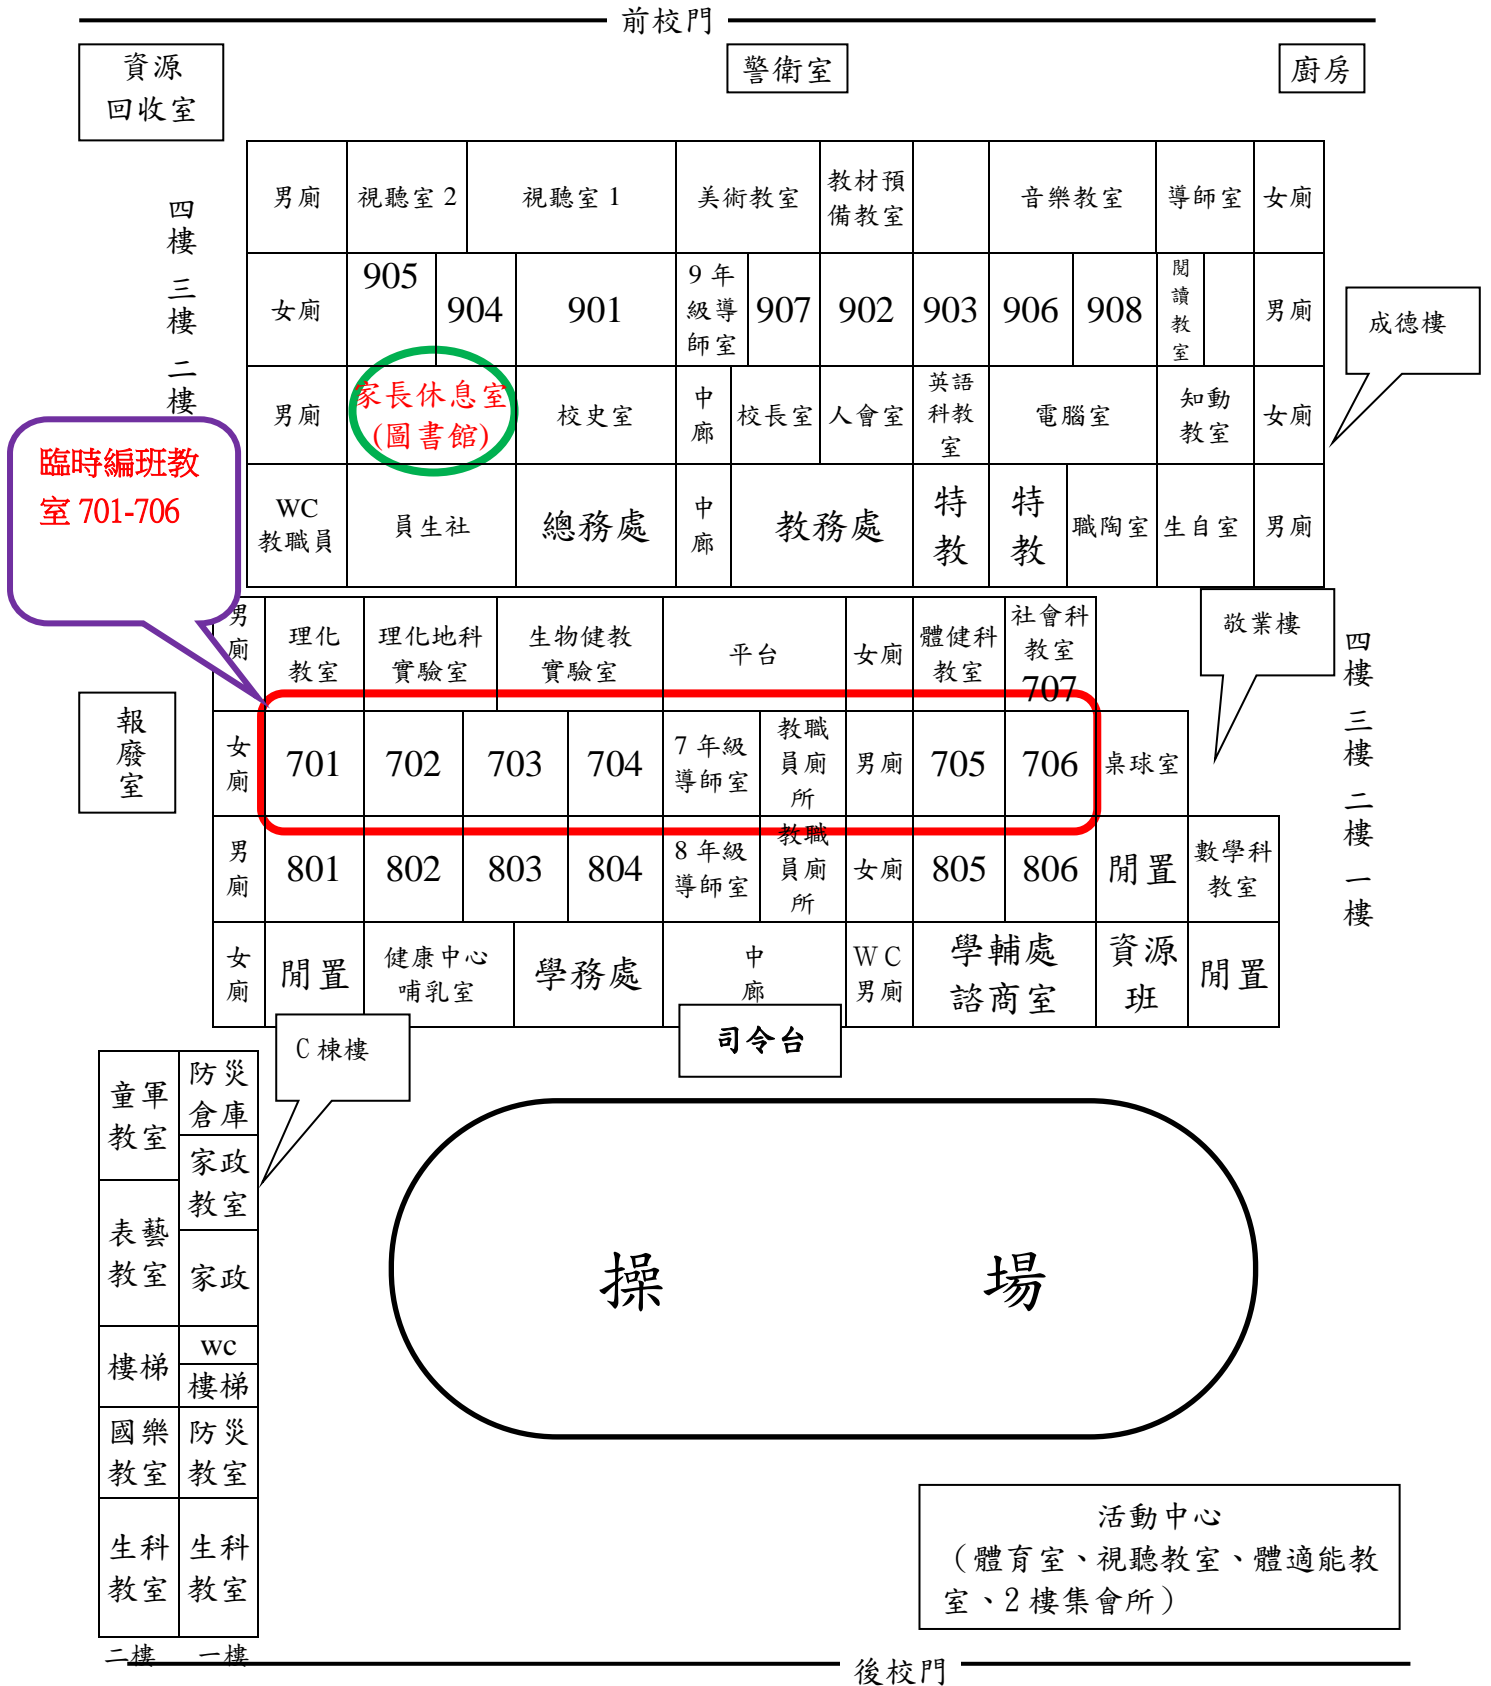 前校門
資源
回收室
警衛室
廚房
四樓
三樓
二樓
男廁
視聽室 2
視聽室 1
美術教室
教材預
備教室
音樂教室
導師室
女廁
女廁
905
904
901
9 年
級導
師室
907
902
903
906
908
閱
讀
教
室
男廁
成德樓
男廁
家長休息室
(圖書館)
校史室
中
廊
校長室
人會室
英語
科教
室
電腦室
知動
教室
女廁
臨時編班教
室 701-706
WC
教職員
員生社
總務處
中
廊
教務處
特
教
特
教
職陶室
生自室
男廁
男
廁
理化
教室
理化地科
實驗室
生物健教
實驗室
平台
女廁
體健科
教室
社會科
教室
707
敬業樓
四樓
三樓
二樓
一樓
報
廢
室
女
廁
701
702
703
704
7 年級
導師室
教職
員廁
所
男廁
705
706
桌球室
男
廁
801
802
803
804
8 年級
導師室
教職
員廁
所
女廁
805
806
閒置
數學科
教室
女
廁
閒置
健康中心
哺乳室
學務處
中
廊
WC
男廁
學輔處
諮商室
資源
班
閒置
司令台
C 棟樓
童軍
教室
防災
倉庫
家政
教室
表藝
教室
家政
樓梯
wc
樓梯
國樂
教室
防災
教室
生科
教室
生科
教室
二樓
一樓
操 場
活動中心
（體育室、視聽教室、體適能教
室、2 樓集會所）
後校門